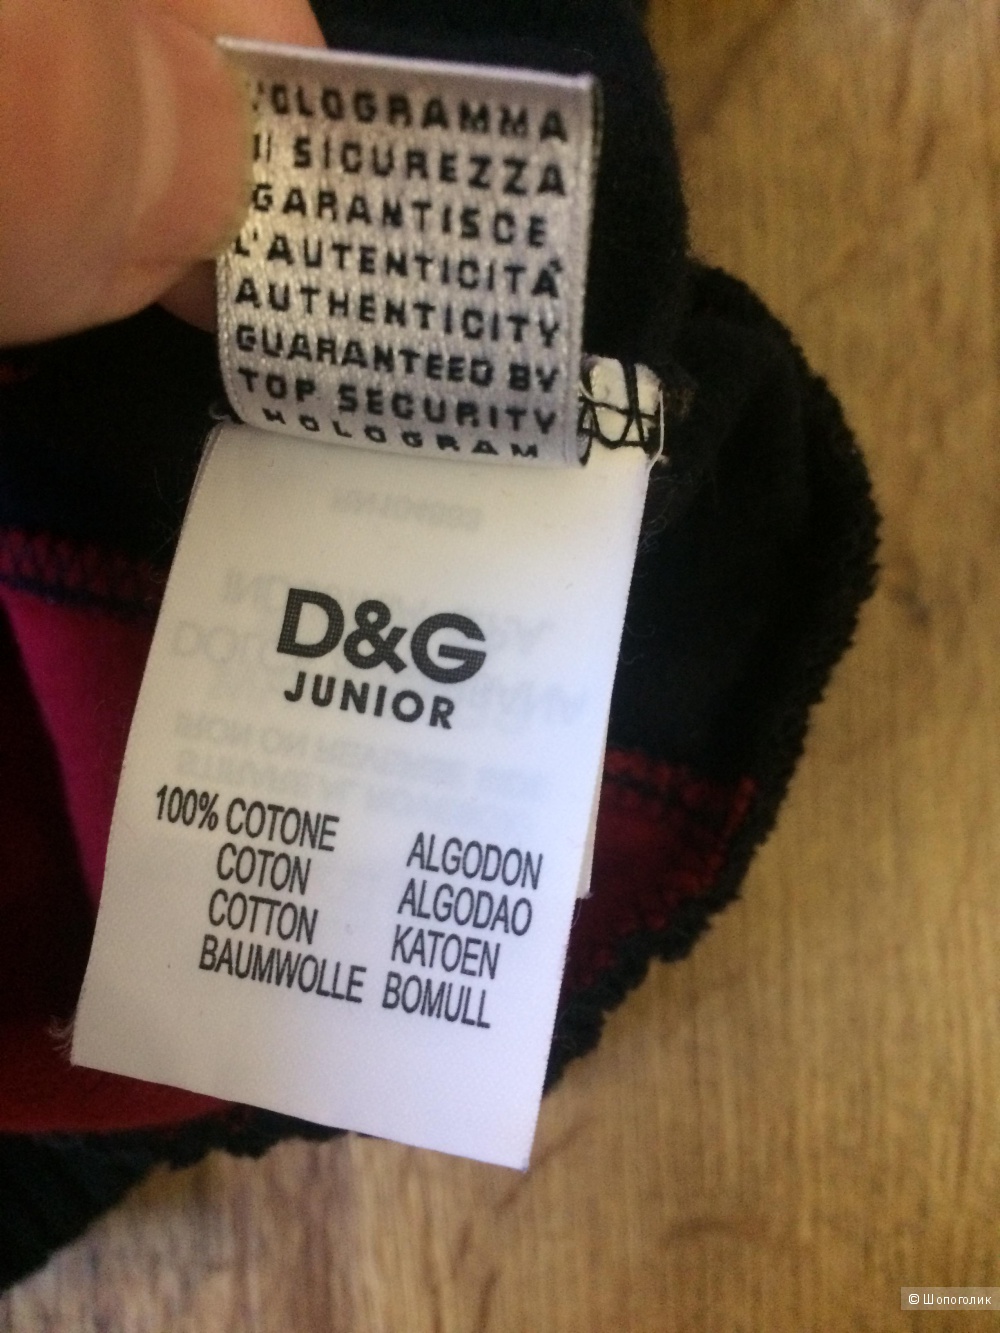 L'OLOGRAMMA
DI SICUREZZA
GARANTISCE
L'AUTENTICITÀ
AUTHENTICITY
GUARANTEED BY
TOP SECURITY
HOLOGRAM
D&G
JUNIOR
100% COTONE
COTON
COTTON
BAUMWOLLE
ALGODON
ALGODAO
KATOEN
BOMULL
© Шопоголик